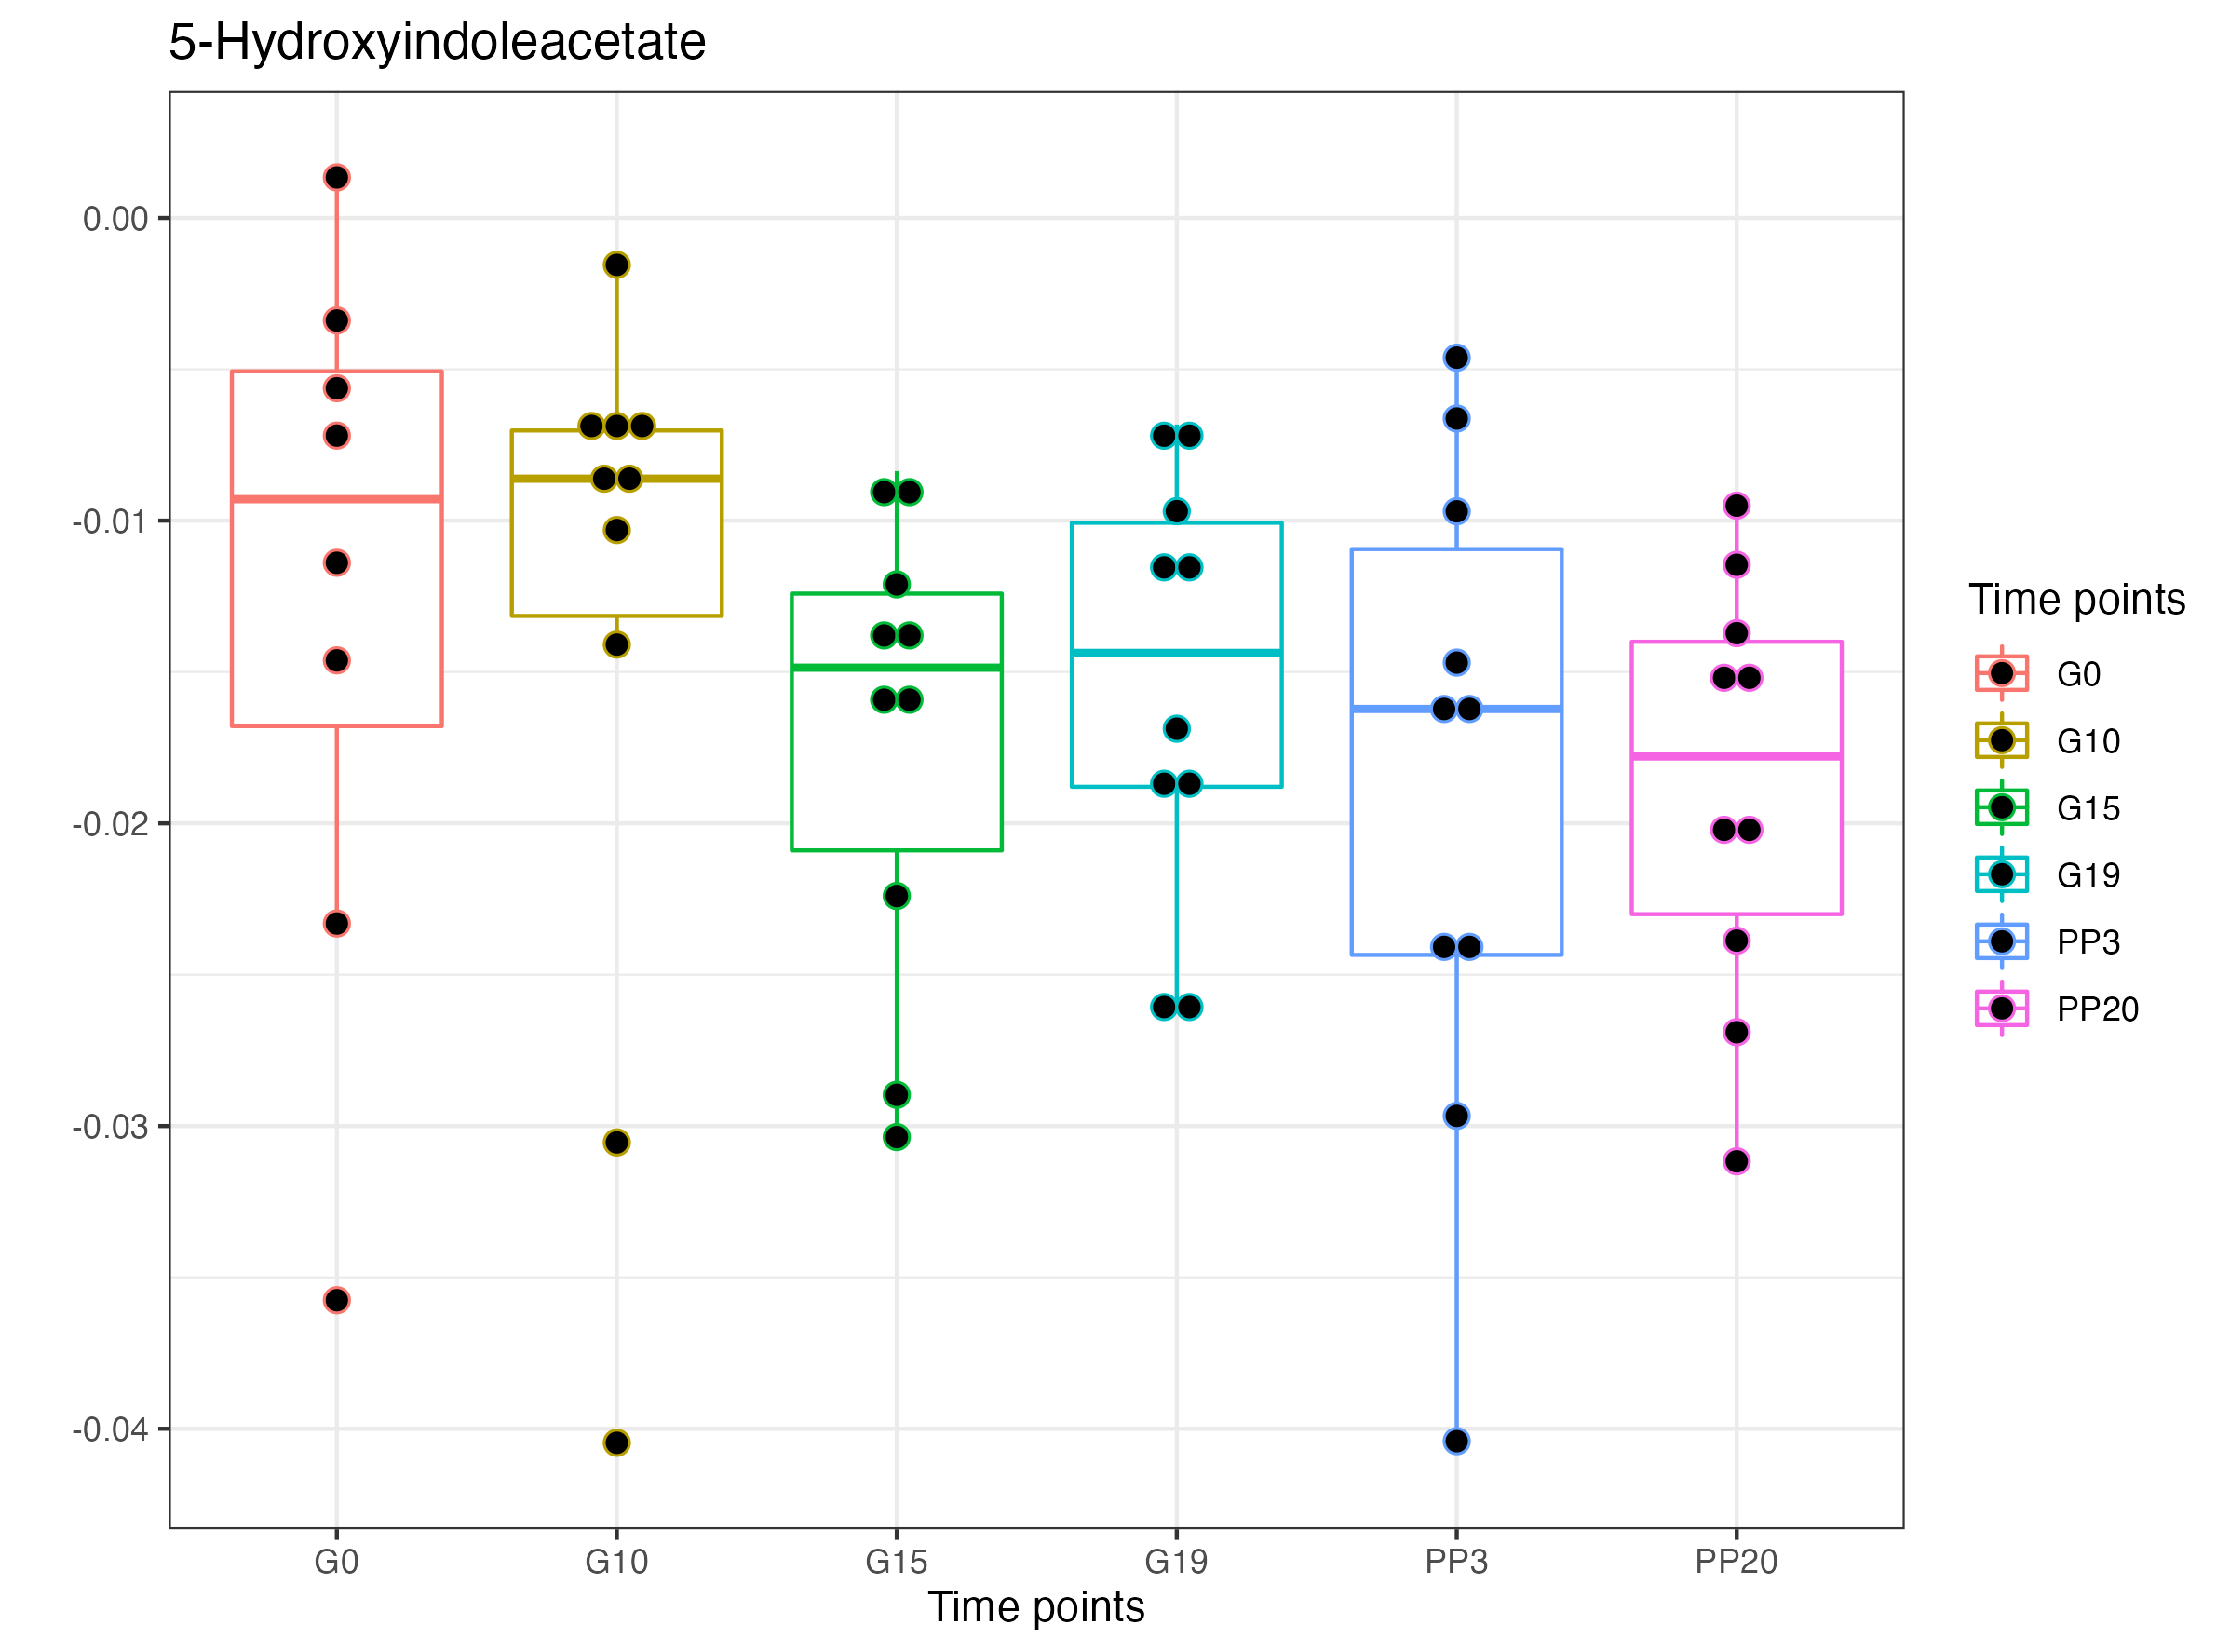 5-Hydroxyindoleacetate
0.00
-0.01
-0.02
-0.03
-0.04
G0 G10 G15 G19 PP3 PP20
Time points
Time points
G0
G10
G15
G19
PP3
PP20